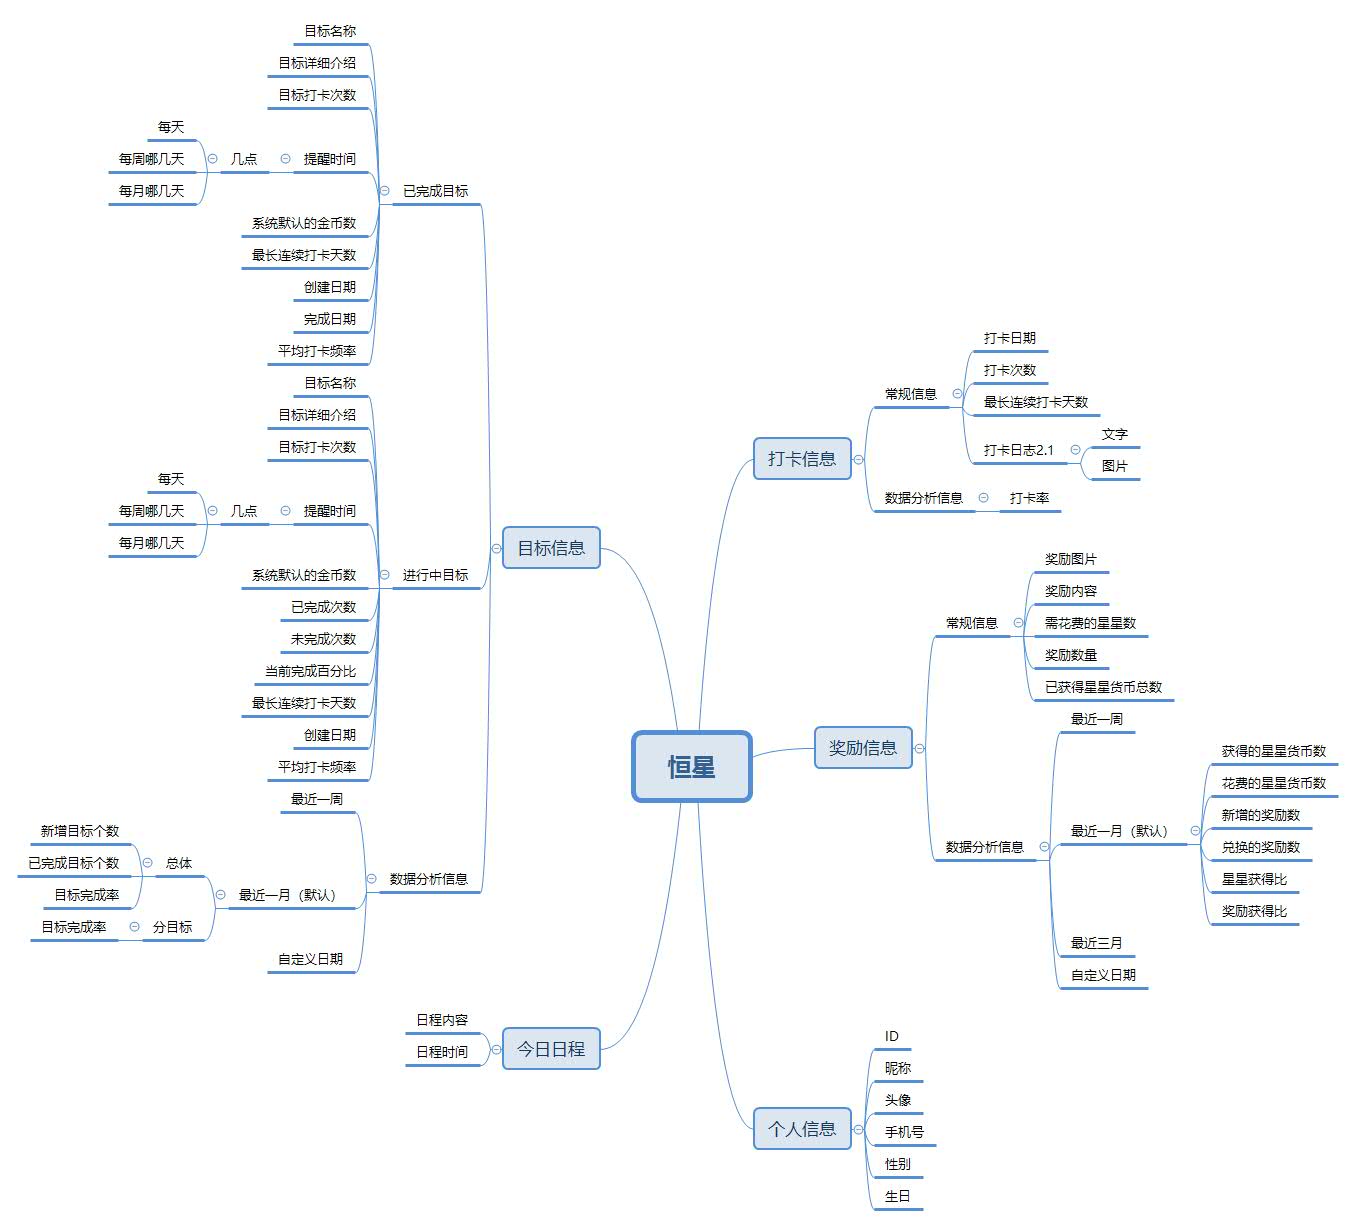 恒星
打卡信息
常规信息
打卡日期
打卡次数
最长连续打卡天数
打卡日志2.1
文字
图片
数据分析信息
打卡率
奖励信息
常规信息
奖励图片
奖励内容
需花费的星星数
奖励数量
已获得星星货币总数
数据分析信息
最近一周
最近一月（默认）
获得的星星货币数
花费的星星货币数
新增的奖励数
兑换的奖励数
星星获得比
奖励获得比
最近三月
自定义日期
个人信息
ID
昵称
头像
手机号
性别
生日
目标信息
已完成目标
目标名称
目标详细介绍
目标打卡次数
提醒时间
几点
每天
每周哪几天
每月哪几天
系统默认的金币数
最长连续打卡天数
创建日期
完成日期
平均打卡频率
进行中目标
目标名称
目标详细介绍
目标打卡次数
提醒时间
几点
每天
每周哪几天
每月哪几天
系统默认的金币数
已完成次数
未完成次数
当前完成百分比
最长连续打卡天数
创建日期
平均打卡频率
数据分析信息
最近一周
最近一月（默认）
总体
新增目标个数
已完成目标个数
目标完成率
分目标
目标完成率
自定义日期
今日日程
日程内容
日程时间